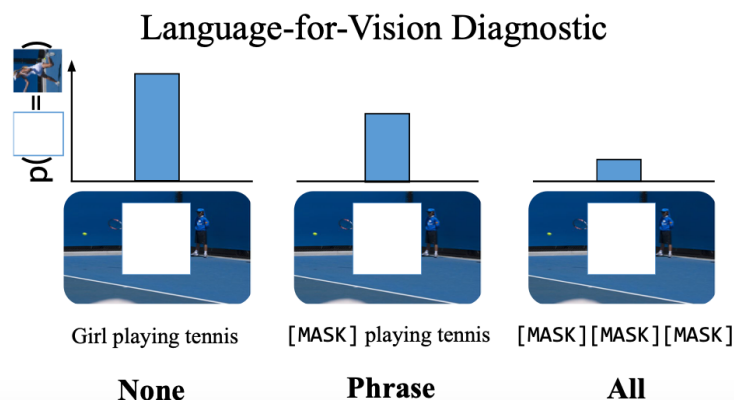 Language-for-Vision Diagnostic
p( = )
Girl playing tennis
[MASK] playing tennis
[MASK][MASK][MASK]
None
Phrase
All